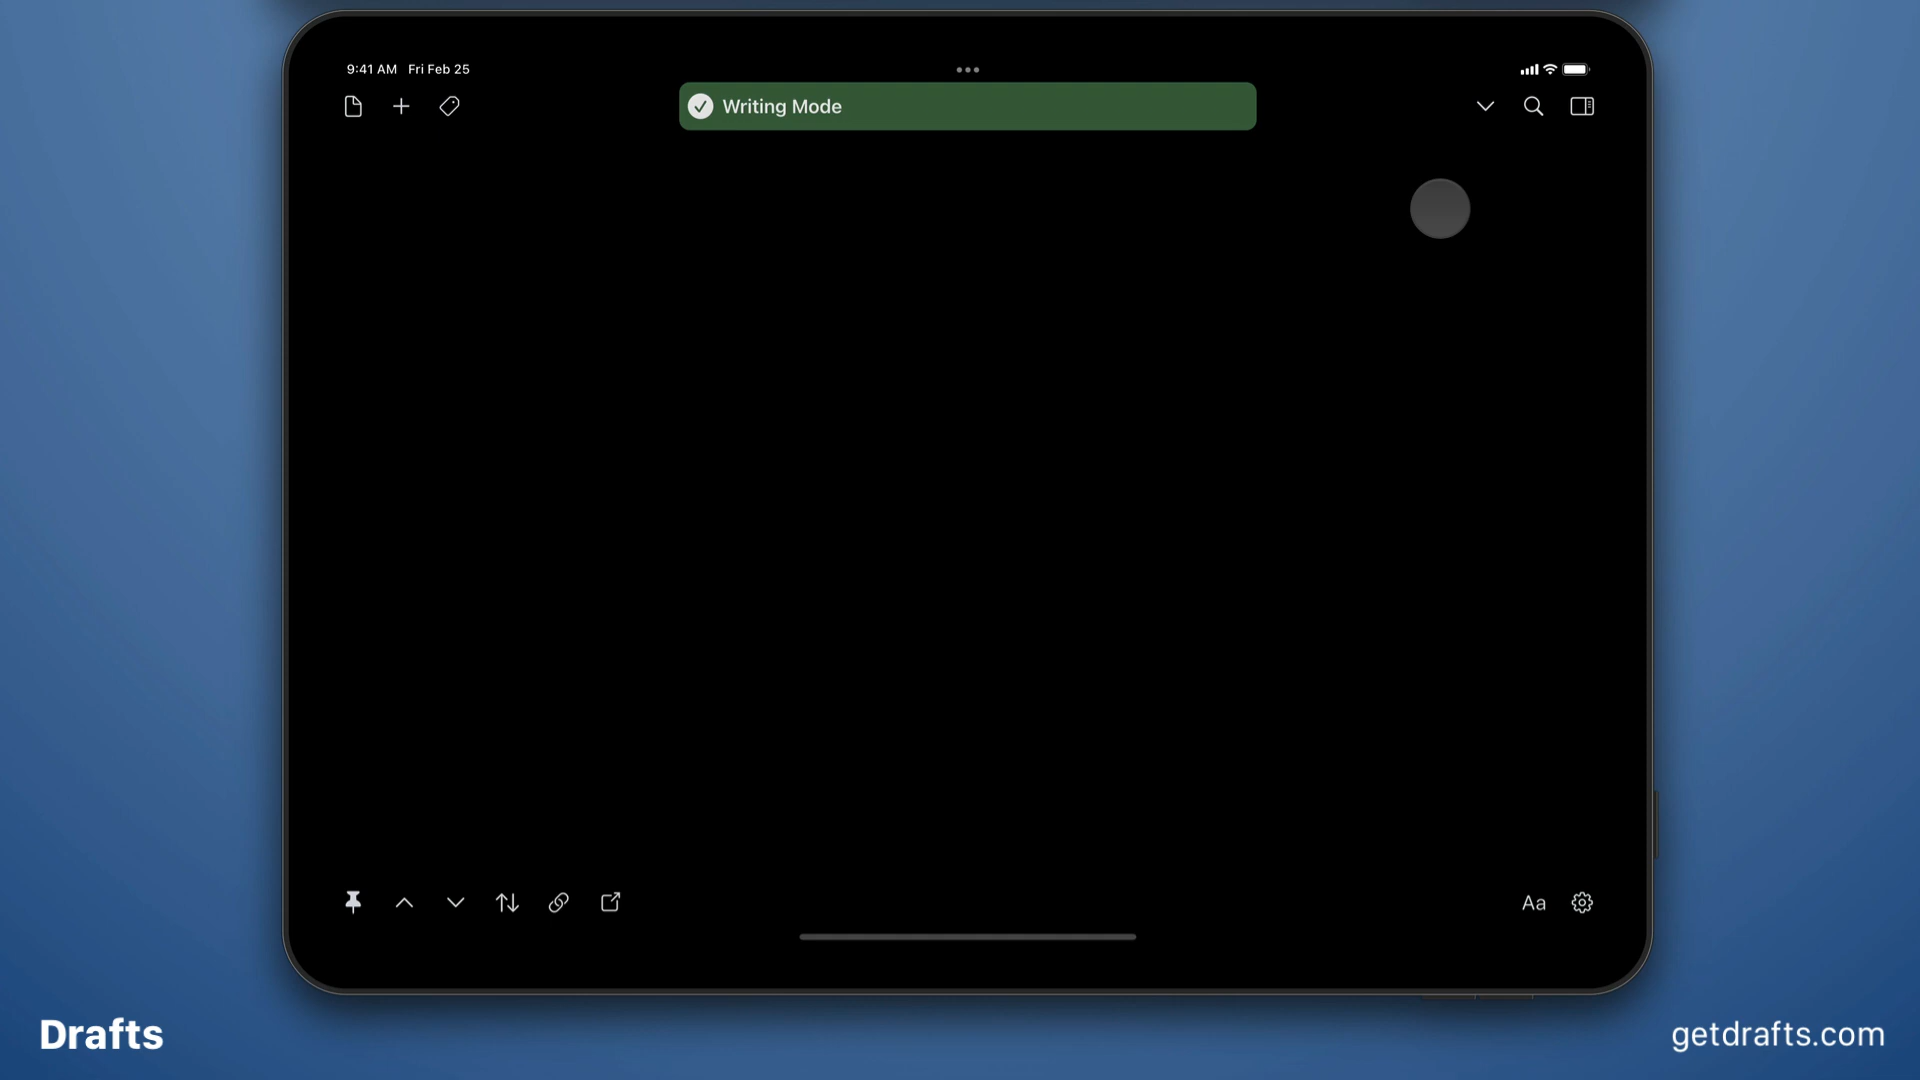 9:41 AM Fri Feb 25
Writing Mode
Aa
Drafts
getdrafts.com